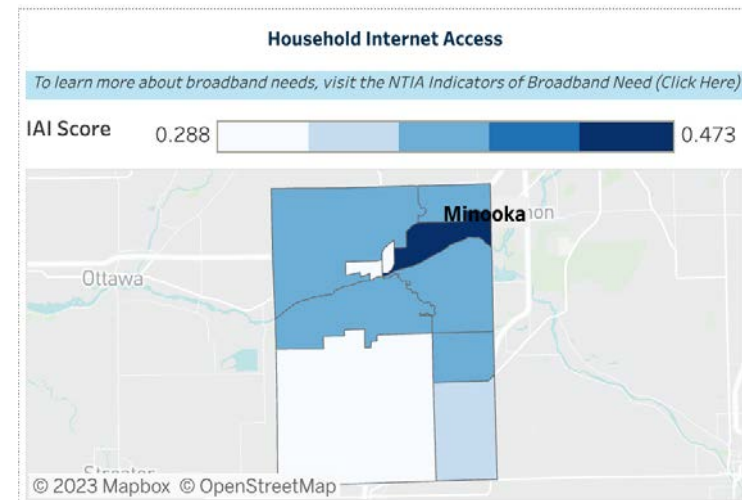 Household Internet Access
To learn more about broadband needs, visit the NTIA Indicators of Broadband Need (Click Here)
IAI Score 0.288 0.473
Minooka
Ottawa
Streator
© 2023 Mapbox © OpenStreetMap